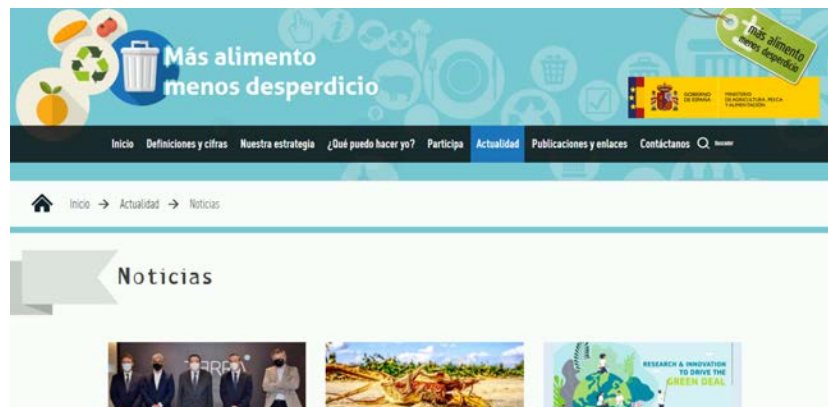 Más alimento
menos desperdicio
más alimento
menos desperdicio
GOBIERNO
DE ESPAÑA
MINISTERIO
DE AGRICULTURA, PESCA
Y ALIMENTACIÓN
Inicio Definiciones y cifras Nuestra estrategia ¿Qué puedo hacer yo? Participa Actualidad Publicaciones y enlaces Contáctanos Buscador
Inicio → Actualidad → Noticias
Noticias
RESEARCH & INNOVATION
TO DRIVE THE
GREEN DEAL